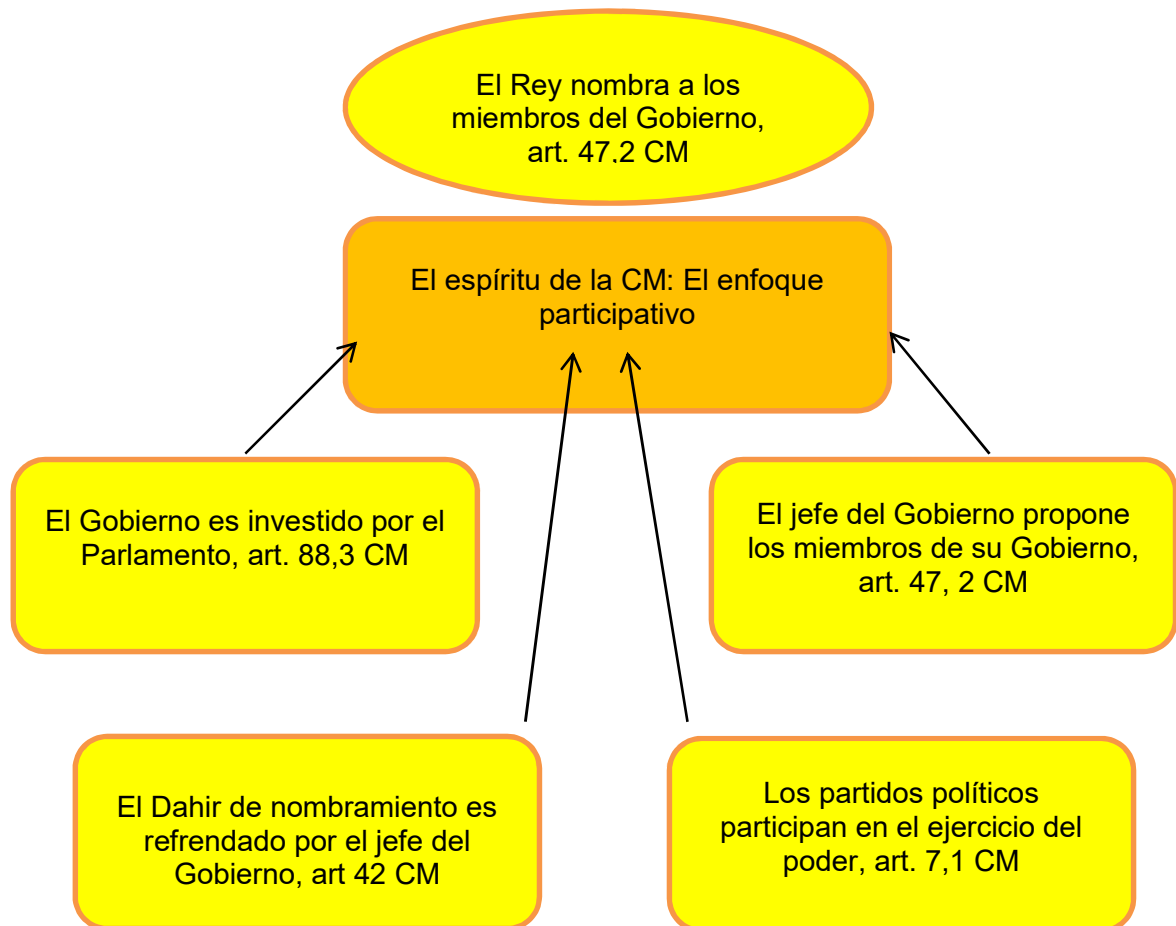 El Rey nombra a los
miembros del Gobierno,
art. 47,2 CM
El espíritu de la CM: El enfoque
participativo
El Gobierno es investido por el
Parlamento, art. 88,3 CM
El jefe del Gobierno propone
los miembros de su Gobierno,
art. 47, 2 CM
El Dahir de nombramiento es
refrendado por el jefe del
Gobierno, art 42 CM
Los partidos políticos
participan en el ejercicio del
poder, art. 7,1 CM